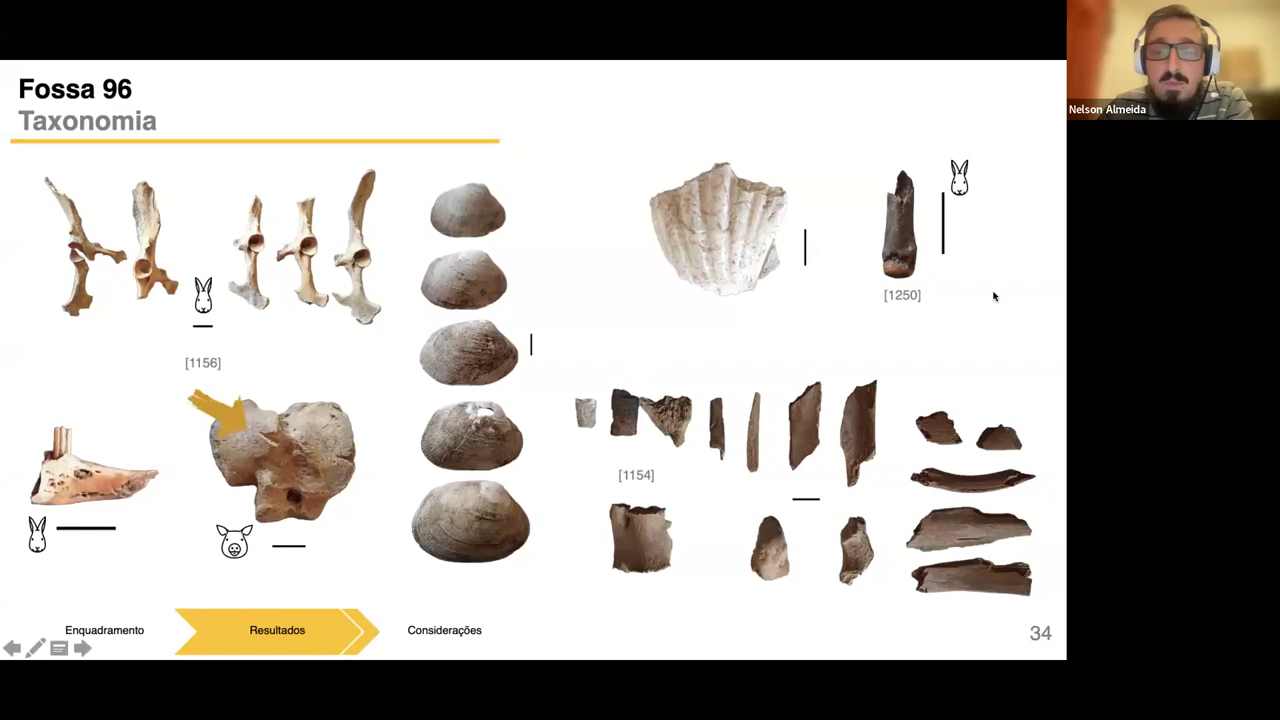 Fossa 96
Taxonomia
[1156]
[1250]
[1154]
Enquadramento
Resultados
Considerações
34
Nelson Almeida